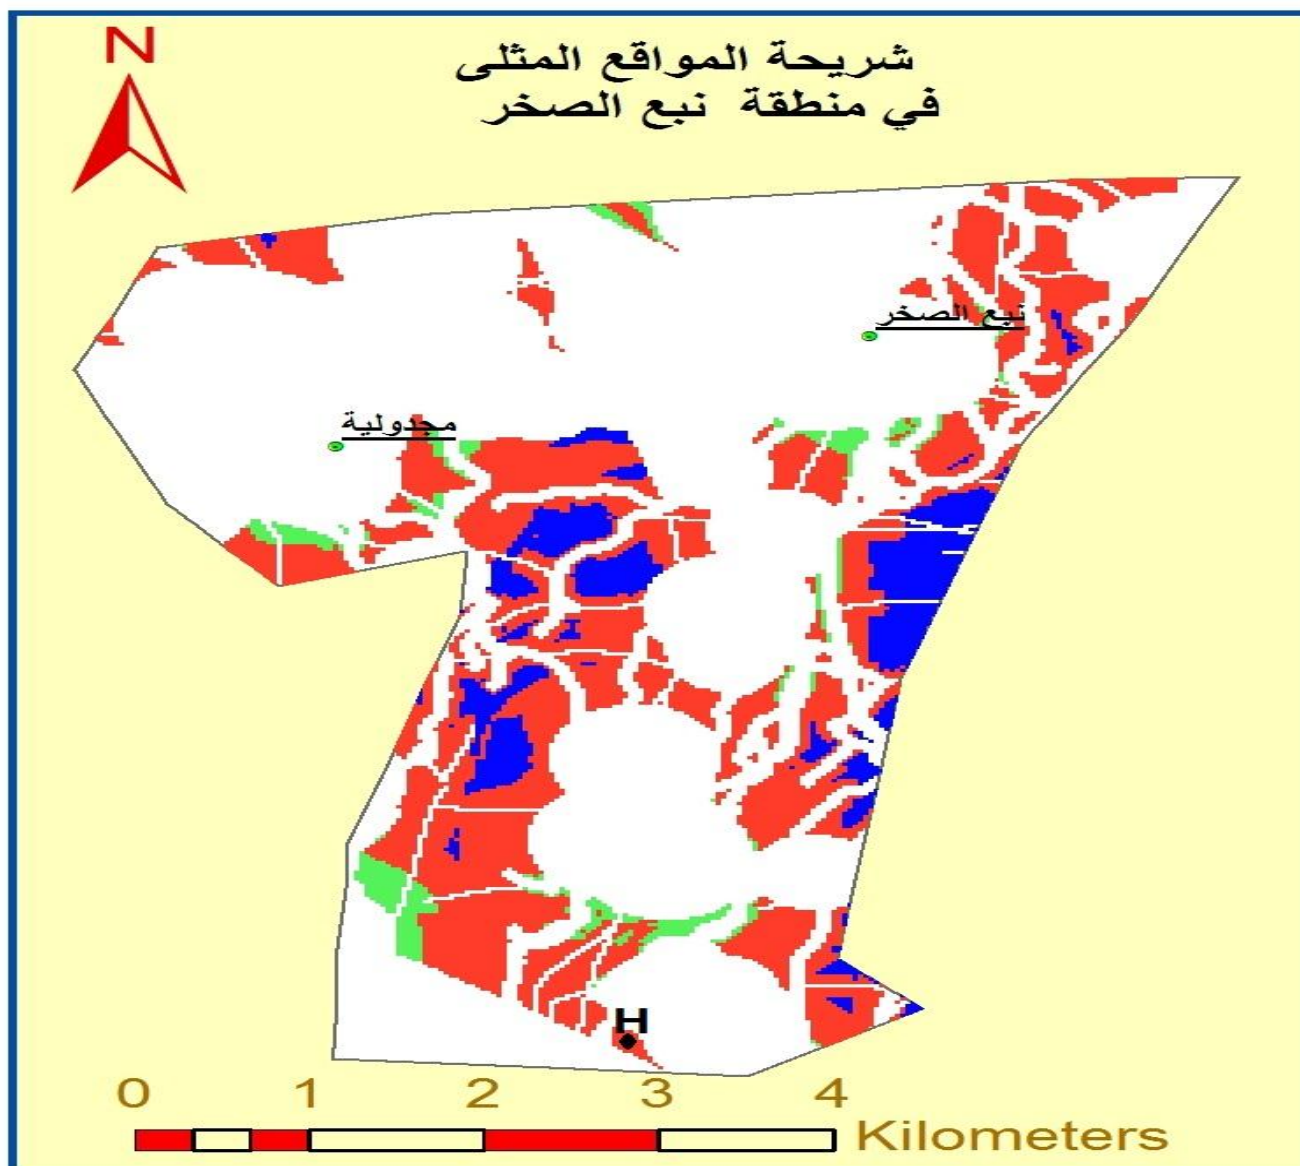 N
شريحة المواقع المثلى
في منطقة نبع الصخر
نبع الصخر
مجدولية
H
0 1 2 3 4
Kilometers